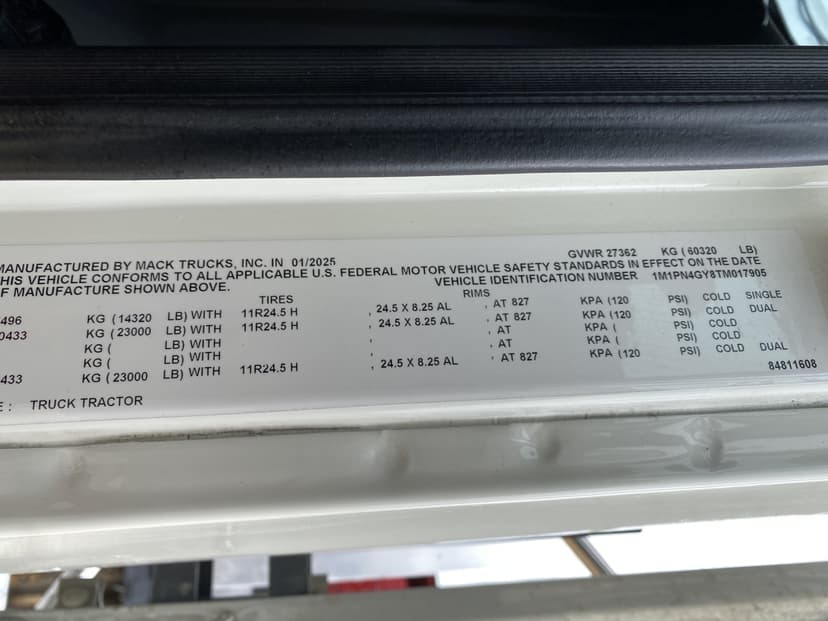 MANUFACTURED BY MACK TRUCKS, INC. IN 01/2025 GVWR 27362 KG ( 60320 LB)
THIS VEHICLE CONFORMS TO ALL APPLICABLE U.S. FEDERAL MOTOR VEHICLE SAFETY STANDARDS IN EFFECT ON THE DATE
OF MANUFACTURE SHOWN ABOVE. VEHICLE IDENTIFICATION NUMBER 1M1PN4GY8TM017905
TIRES RIMS
496 KG ( 14320 LB) WITH 11R24.5 H , 24.5 X 8.25 AL , AT 827 KPA (120 PSI) COLD SINGLE
0433 KG ( 23000 LB) WITH 11R24.5 H , 24.5 X 8.25 AL , AT 827 KPA (120 PSI) COLD DUAL
KG ( LB) WITH , , AT KPA ( PSI) COLD
KG ( LB) WITH , , AT KPA ( PSI) COLD
433 KG ( 23000 LB) WITH 11R24.5 H , 24.5 X 8.25 AL , AT 827 KPA (120 PSI) COLD DUAL
E : TRUCK TRACTOR 84811608